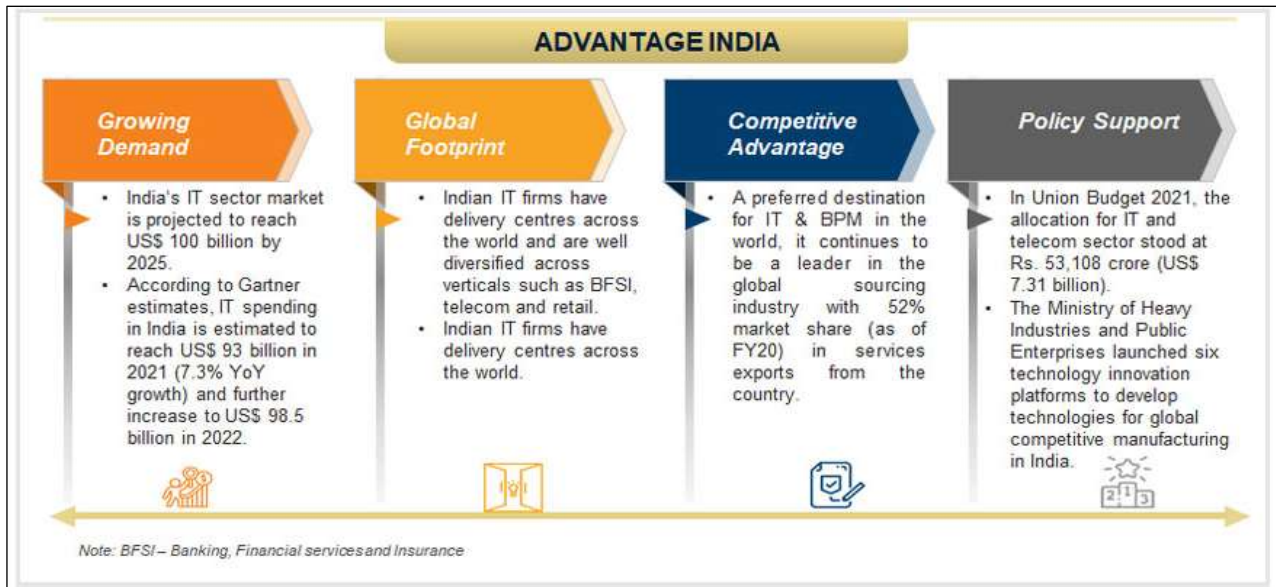 ADVANTAGE INDIA
Growing
Demand
• India's IT sector market
is projected to reach
US$ 100 billion by
2025.
• According to Gartner
estimates, IT spending
in India is estimated to
reach US$ 93 billion in
2021 (7.3% YoY
growth) and further
increase to US$ 98.5
billion in 2022.
Global
Footprint
• Indian IT firms have
delivery centres across
the world and are well
diversified across
verticals such as BFSI,
telecom and retail.
• Indian IT firms have
delivery centres across
the world.
Competitive
Advantage
• A preferred destination
for IT & BPM in the
world, it continues to
be a leader in the
global sourcing
industry with 52%
market share (as of
FY20) in services
exports from the
country.
Policy Support
• In Union Budget 2021, the
allocation for IT and
telecom sector stood at
Rs. 53,108 crore (US$
7.31 billion).
• The Ministry of Heavy
Industries and Public
Enterprises launched six
technology innovation
platforms to develop
technologies for global
competitive manufacturing
in India.
2 1 3
Note: BFSI – Banking, Financial services and Insurance